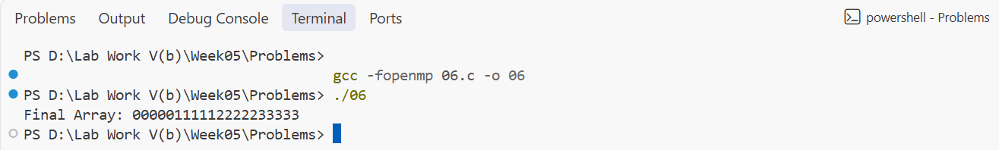 Problems Output Debug Console Terminal Ports powershell - Problems
PS D:\Lab Work V(b)\Week05\Problems>
gcc -fopenmp 06.c -o 06
PS D:\Lab Work V(b)\Week05\Problems> ./06
Final Array: 00000111112222233333
PS D:\Lab Work V(b)\Week05\Problems>